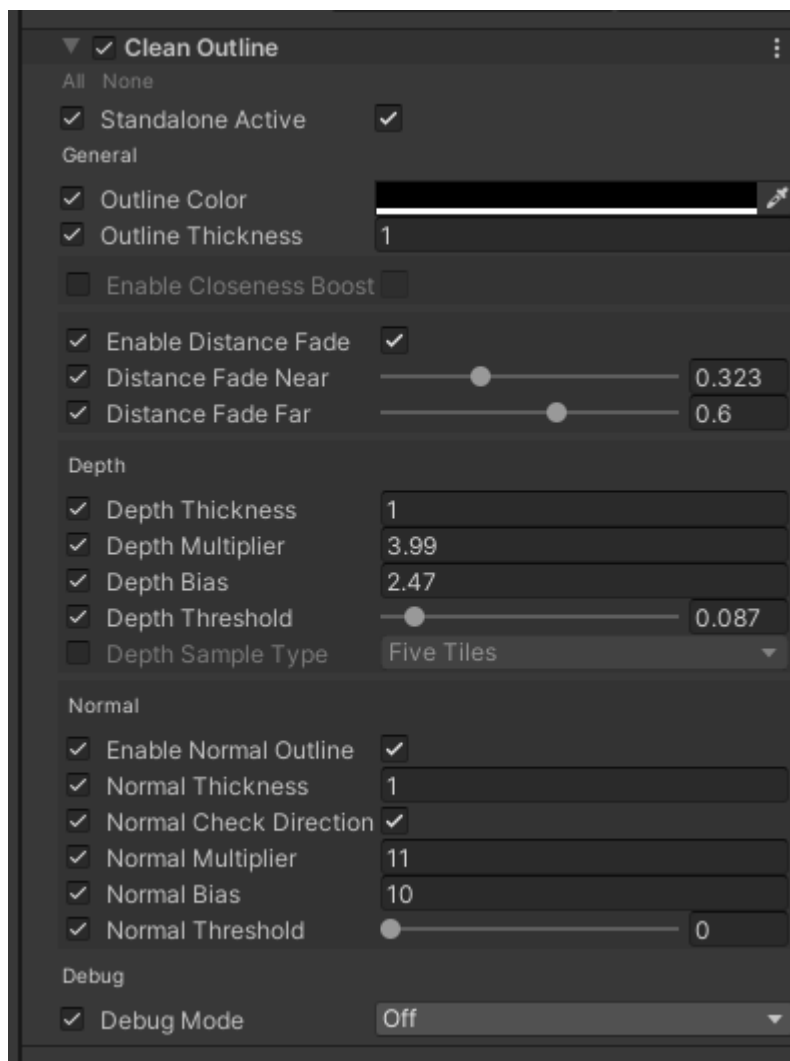 Clean Outline
All None
Standalone Active
General
Outline Color
Outline Thickness 1
Enable Closeness Boost
Enable Distance Fade
Distance Fade Near 0.323
Distance Fade Far 0.6
Depth
Depth Thickness 1
Depth Multiplier 3.99
Depth Bias 2.47
Depth Threshold 0.087
Depth Sample Type Five Tiles
Normal
Enable Normal Outline
Normal Thickness 1
Normal Check Direction
Normal Multiplier 11
Normal Bias 10
Normal Threshold 0
Debug
Debug Mode Off